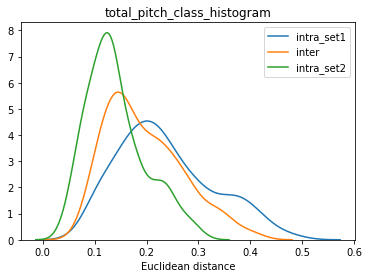 total_pitch_class_histogram
intra_set1
inter
intra_set2
8
7
6
5
4
3
2
1
0
0.0 0.1 0.2 0.3 0.4 0.5 0.6
Euclidean distance